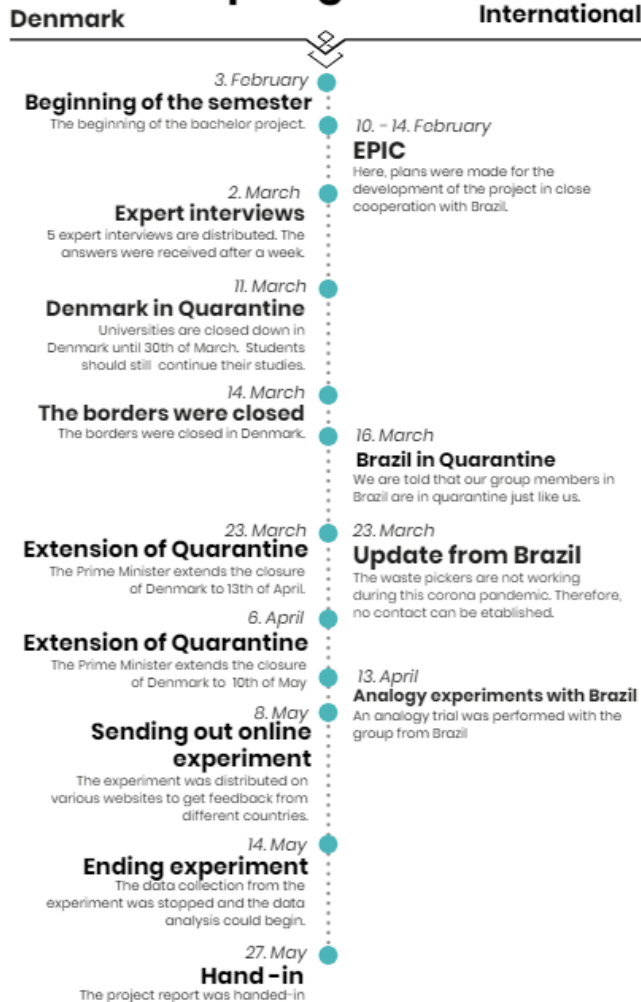 Denmark
International
3. February
Beginning of the semester
The beginning of the bachelor project.
10. - 14. February
EPIC
Here, plans were made for the
development of the project in close
cooperation with Brazil.
2. March
Expert interviews
5 expert interviews are distributed. The
answers were received after a week.
11. March
Denmark in Quarantine
Universities are closed down in
Denmark until 30th of March. Students
should still continue their studies.
14. March
The borders were closed
The borders were closed in Denmark.
16. March
Brazil in Quarantine
We are told that our group members in
Brazil are in quarantine just like us.
23. March
Extension of Quarantine
The Prime Minister extends the closure
of Denmark to 13th of April.
23. March
Update from Brazil
The waste pickers are not working
during this corona pandemic. Therefore,
no contact can be etablished.
6. April
Extension of Quarantine
The Prime Minister extends the closure
of Denmark to 10th of May
13. April
Analogy experiments with Brazil
An analogy trial was performed with the
group from Brazil
8. May
Sending out online
experiment
The experiment was distributed on
various websites to get feedback from
different countries.
14. May
Ending experiment
The data collection from the
experiment was stopped and the data
analysis could begin.
27. May
Hand -in
The project report was handed-in